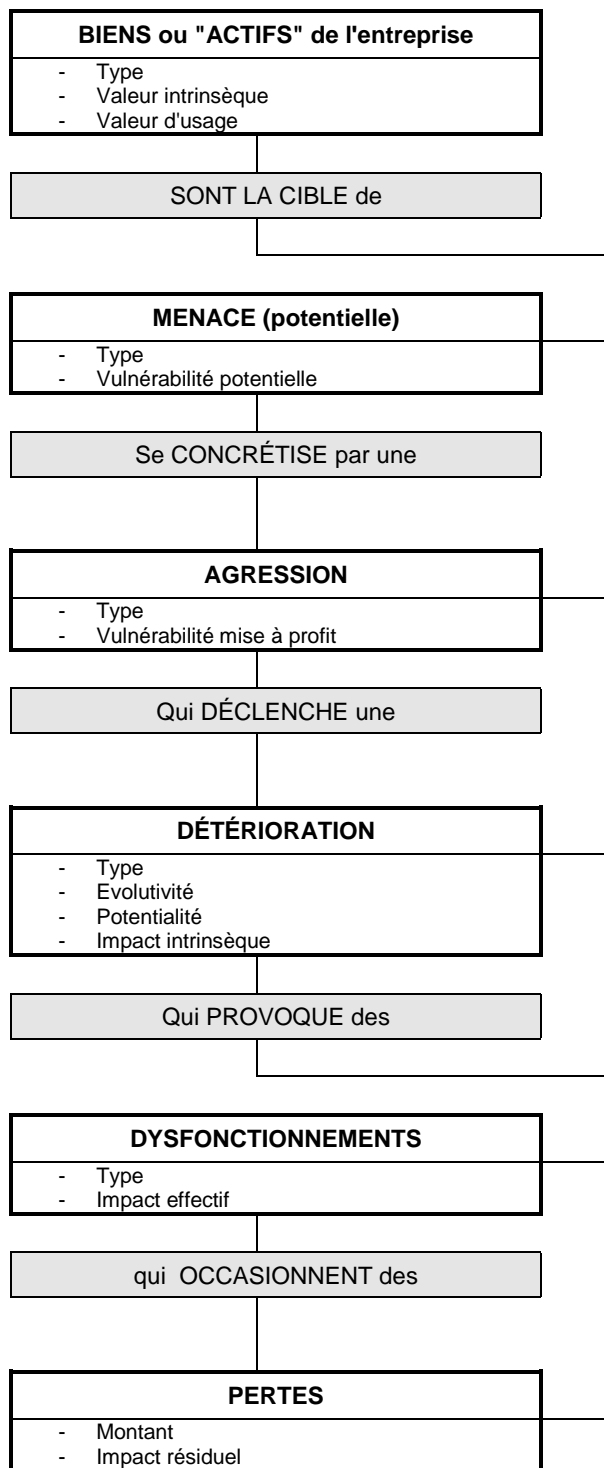 BIENS ou "ACTIFS" de l'entreprise
- Type
- Valeur intrinsèque
- Valeur d'usage
SONT LA CIBLE de
MENACE (potentielle)
- Type
- Vulnérabilité potentielle
Se CONCRÉTISE par une
AGRESSION
- Type
- Vulnérabilité mise à profit
Qui DÉCLENCHE une
DÉTÉRIORATION
- Type
- Evolutivité
- Potentialité
- Impact intrinsèque
Qui PROVOQUE des
DYSFONCTIONNEMENTS
- Type
- Impact effectif
qui OCCASIONNENT des
PERTES
- Montant
- Impact résiduel